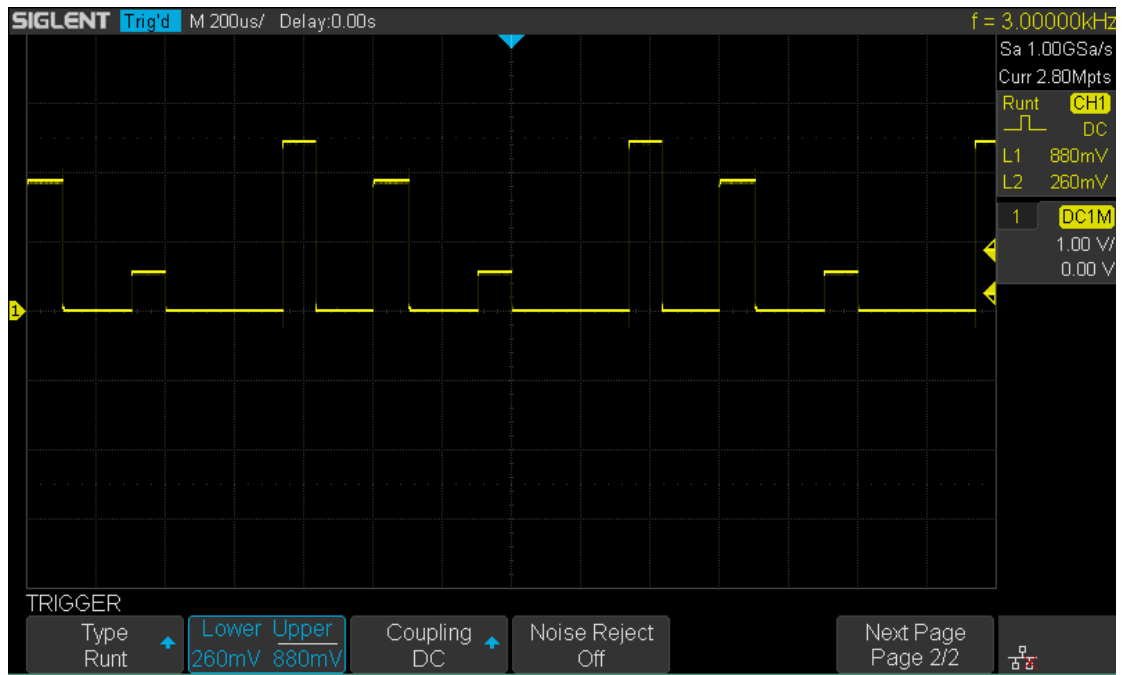 SIGLENT Trig'd M 200us/ Delay:0.00s f = 3.00000kHz
Sa 1.00GSa/s
Curr 2.80Mpts
Runt CH1
DC
L1 880mV
L2 260mV
1 DC1M
1.00 V/
0.00 V
1
TRIGGER
Type
Runt
Lower Upper
260mV 880mV
Coupling
DC
Noise Reject
Off
Next Page
Page 2/2